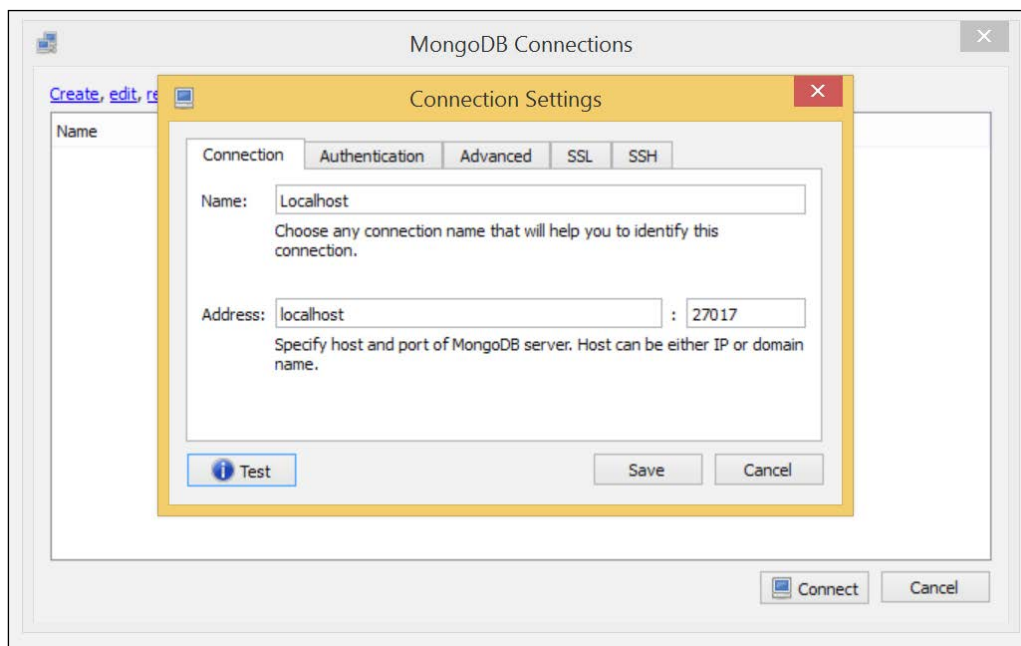 MongoDB Connections
Create, edit, re
Connection Settings
Name
Connection Authentication Advanced SSL SSH
Name: Localhost
Choose any connection name that will help you to identify this
connection.
Address: localhost : 27017
Specify host and port of MongoDB server. Host can be either IP or domain
name.
Test Save Cancel
Connect Cancel